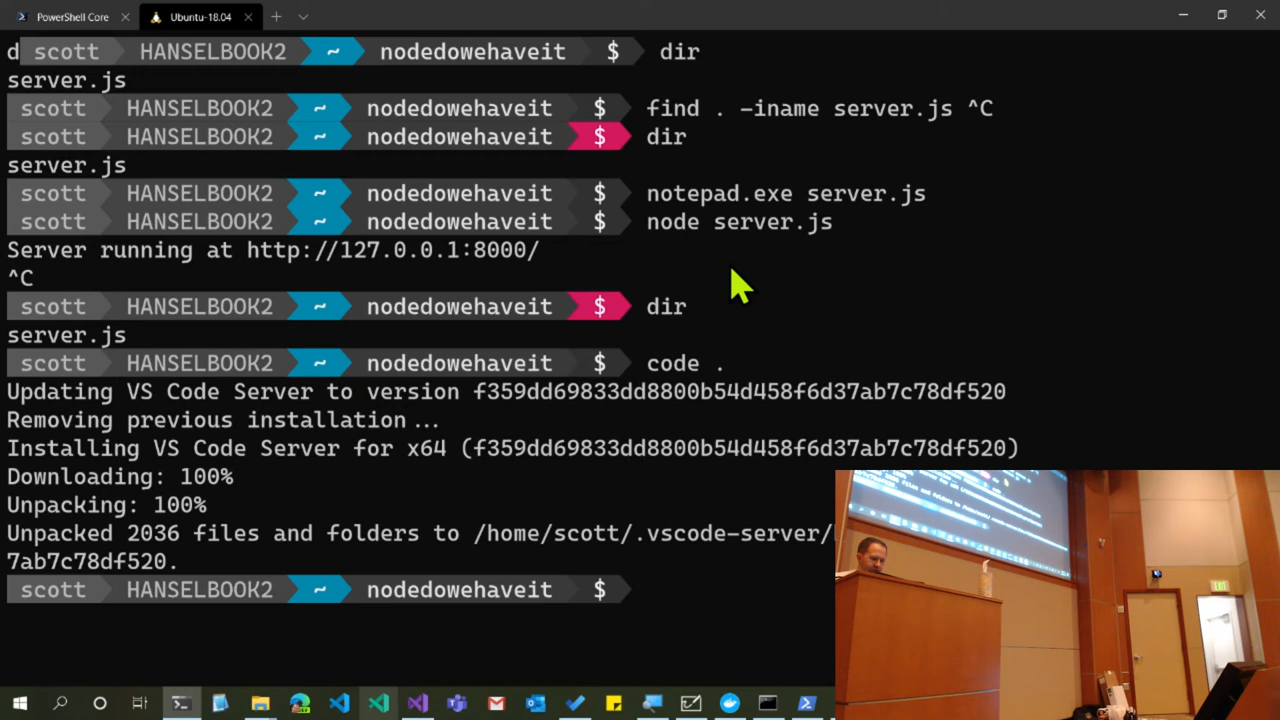 PowerShell Core
Ubuntu-18.04
d scott HANSELBOOK2 ~ nodedowehaveit $ dir
server.js
scott HANSELBOOK2 ~ nodedowehaveit $ find . -iname server.js ^C
scott HANSELBOOK2 ~ nodedowehaveit $ dir
server.js
scott HANSELBOOK2 ~ nodedowehaveit $ notepad.exe server.js
scott HANSELBOOK2 ~ nodedowehaveit $ node server.js
Server running at http://127.0.0.1:8000/
^C
scott HANSELBOOK2 ~ nodedowehaveit $ dir
server.js
scott HANSELBOOK2 ~ nodedowehaveit $ code .
Updating VS Code Server to version f359dd69833dd8800b54d458f6d37ab7c78df520
Removing previous installation...
Installing VS Code Server for x64 (f359dd69833dd8800b54d458f6d37ab7c78df520)
Downloading: 100%
Unpacking: 100%
Unpacked 2036 files and folders to /home/scott/.vscode-server/
7ab7c78df520.
scott HANSELBOOK2 ~ nodedowehaveit $